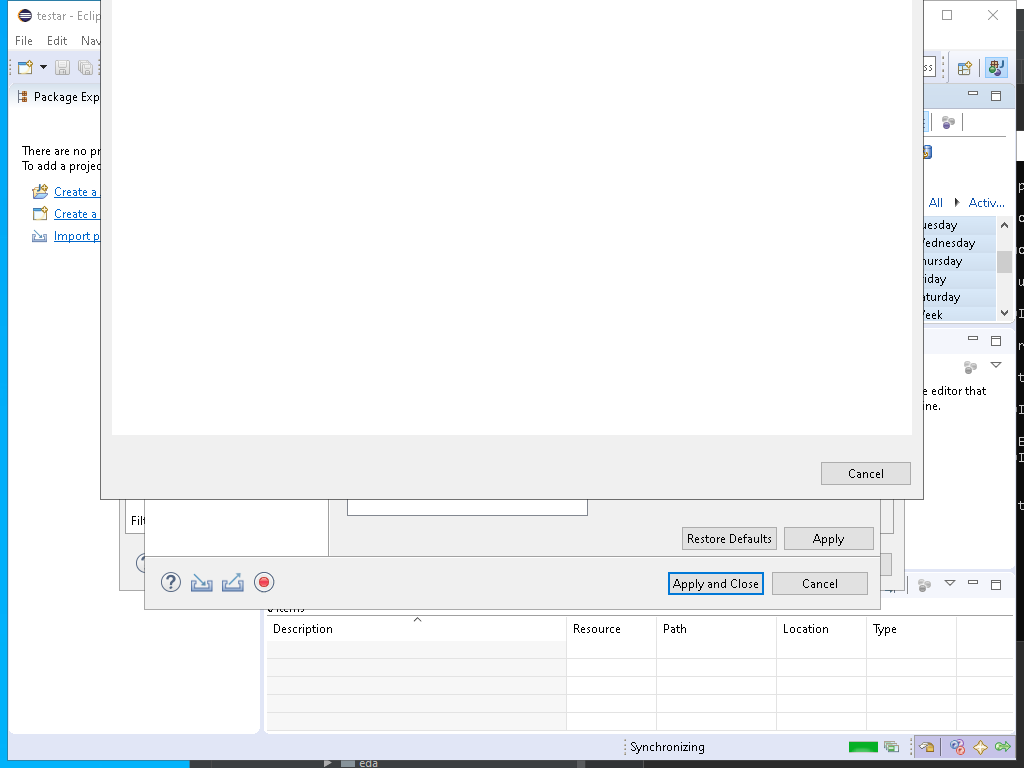 testar - Eclip
File Edit Nav
Package Exp
There are no pr
To add a projec
Create a
Create a
Import p
ss
All Activ...
uesday
ednesday
hursday
iday
aturday
eek
e editor that
ine.
Cancel
Filt
Restore Defaults Apply
Apply and Close Cancel
0 items
Description Resource Path Location Type
Synchronizing
eda